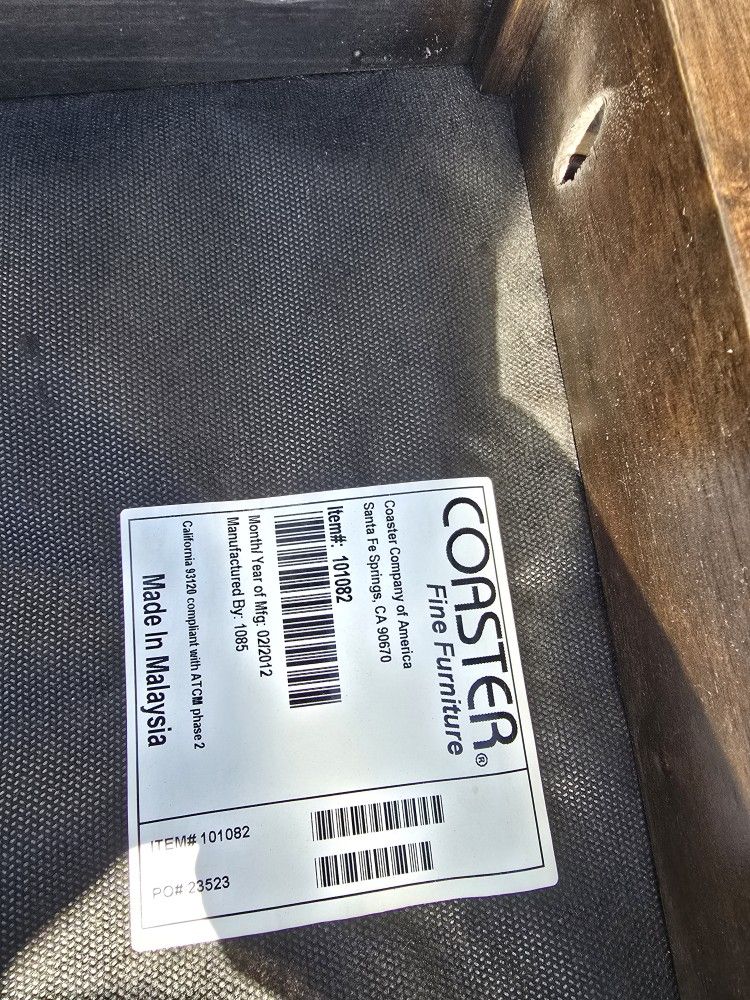 COASTER®
Fine Furniture
Coaster Company of America
Santa Fe Springs, CA 90670
Item#: 101082
Month/ Year of Mfg: 02/2012
Manufactured By: 1085
California 93120 compliant with ATCM phase 2
Made In Malaysia
ITEM# 101082
PO# 23523